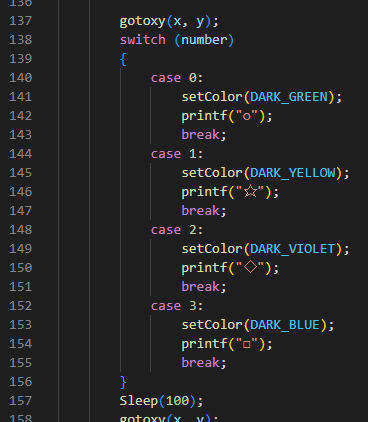 136
137 gotoxy(x, y);
138 switch (number)
139 {
140 case 0:
141 setColor(DARK_GREEN);
142 printf("○");
143 break;
144 case 1:
145 setColor(DARK_YELLOW);
146 printf("☆");
147 break;
148 case 2:
149 setColor(DARK_VIOLET);
150 printf("◇");
151 break;
152 case 3:
153 setColor(DARK_BLUE);
154 printf("□");
155 break;
156 }
157 Sleep(100);
158 gotoxy(x, y);